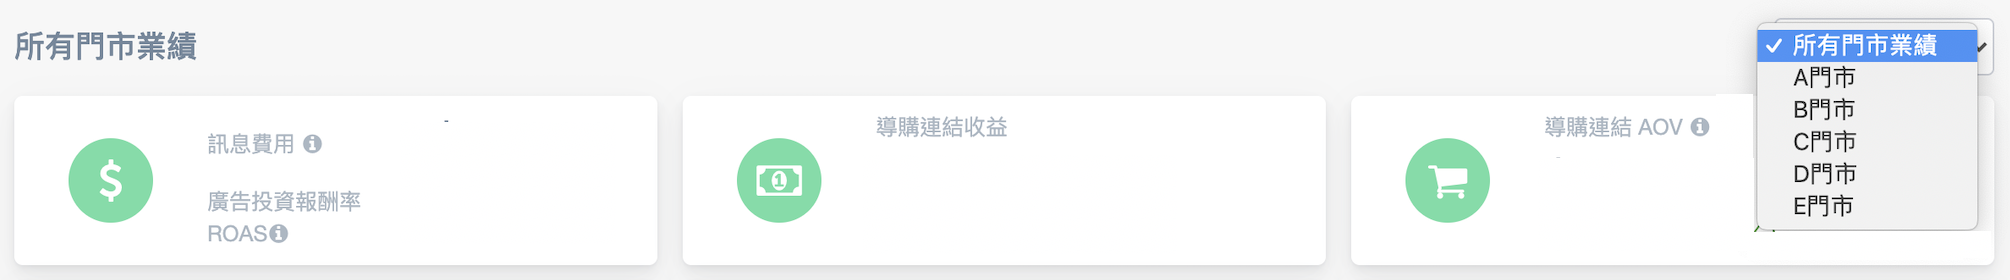 所有門市業績
訊息費用
-
廣告投資報酬率
ROAS
導購連結收益
導購連結 AOV
-
✓ 所有門市業績
A門市
B門市
C門市
D門市
E門市